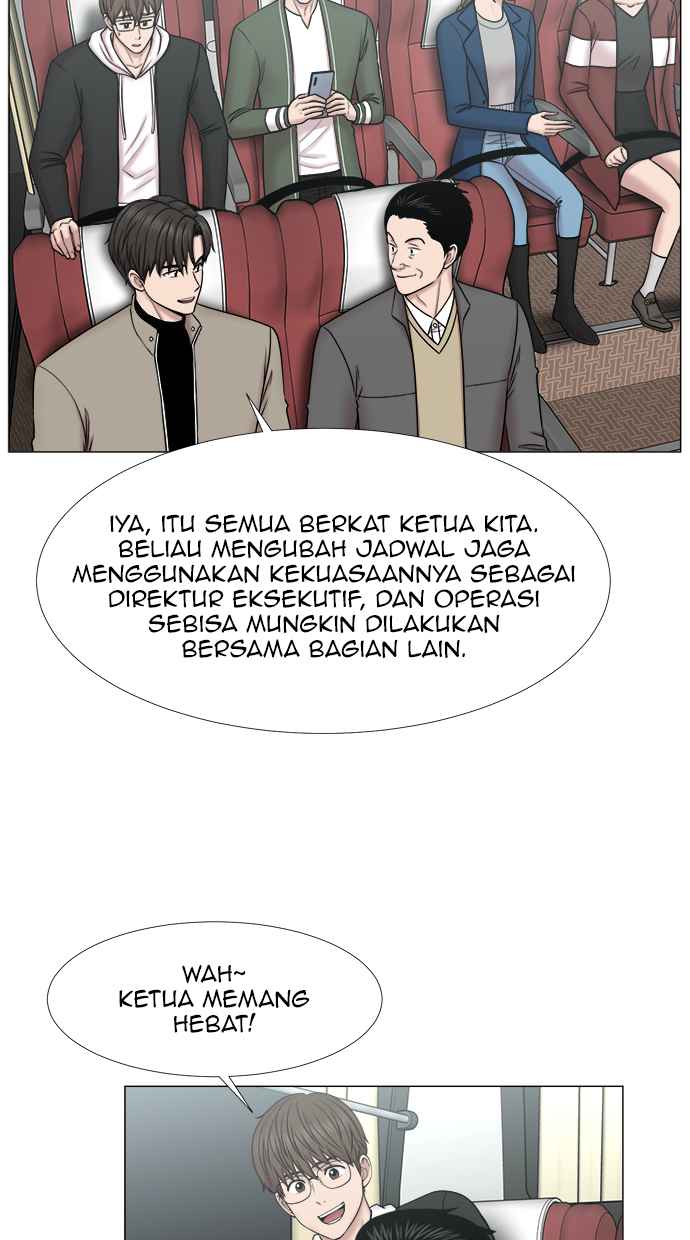 IYA, ITU SEMUA BERKAT KETUA KITA.
BELIAU MENGUBAH JADWAL JAGA
MENGGUNAKAN KEKUASAANNYA SEBAGAI
DIREKTUR EKSEKUTIF, DAN OPERASI
SEBISA MUNGKIN DILAKUKAN
BERSAMA BAGIAN LAIN.
WAH~
KETUA MEMANG
HEBAT!